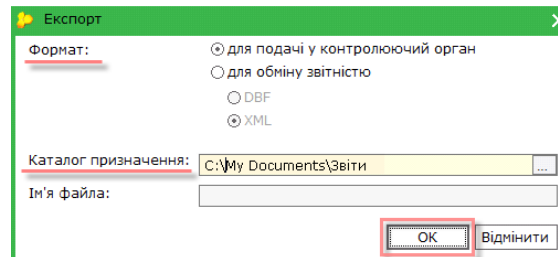 Експорт
Формат:
для подачі у контролюючий орган
для обміну звітністю
DBF
XML
Каталог призначення: C:\My Documents\Звіти ...
Ім'я файла:
OK Відмінити